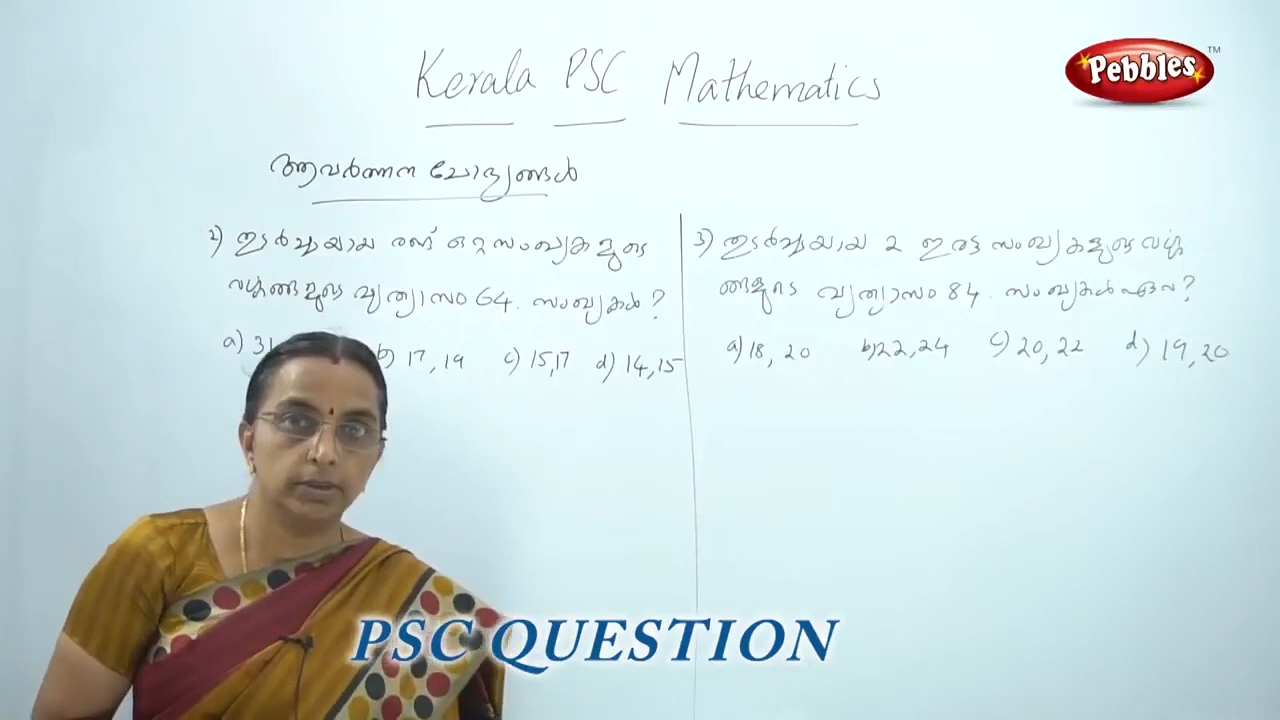 Kerala PSC Mathematics
Pebbles TM
ആവർത്തന ചോദ്യങ്ങൾ
2) തുടർച്ചയായ രണ്ട് ഒറ്റ സംഖ്യകളുടെ
വർഗ്ഗങ്ങളുടെ വ്യത്യാസം 64. സംഖ്യകൾ?
a) 31 b) 17, 19 c) 15, 17 d) 14, 15
3) തുടർച്ചയായ 2 ഇരട്ട സംഖ്യകളുടെ വർഗ്ഗ
ങ്ങളുടെ വ്യത്യാസം 84. സംഖ്യകൾ ഏവ?
a) 18, 20 b) 22, 24 c) 20, 22 d) 19, 20
PSC QUESTION